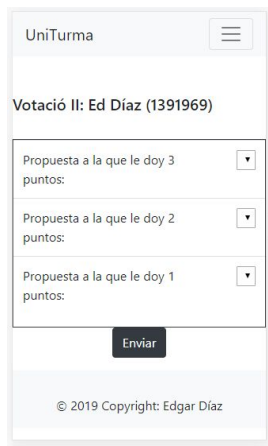 UniTurma
Votació II: Ed Díaz (1391969)
Propuesta a la que le doy 3
puntos:
Propuesta a la que le doy 2
puntos:
Propuesta a la que le doy 1
puntos:
Enviar
© 2019 Copyright: Edgar Díaz